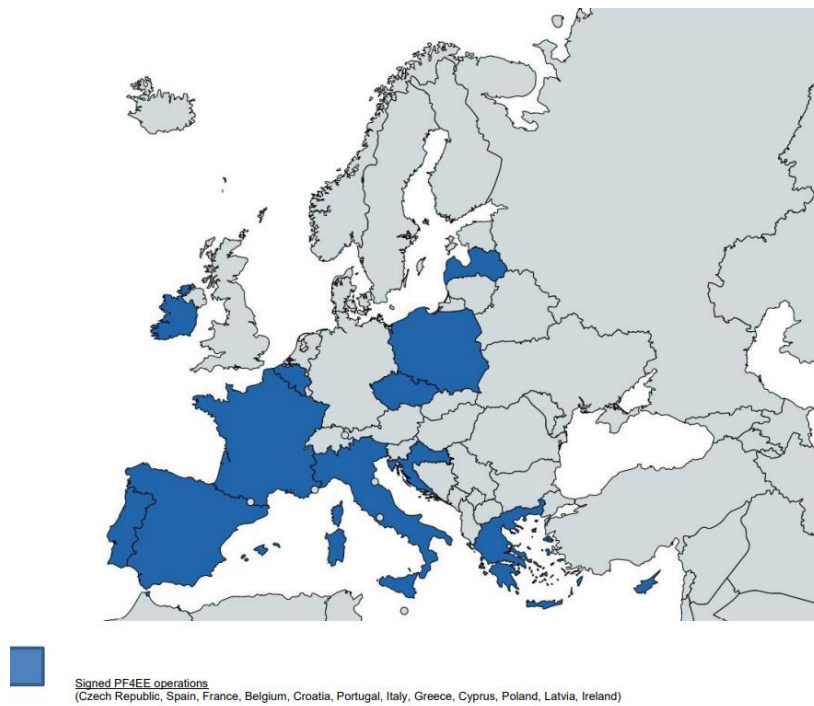 Signed PF4EE operations
(Czech Republic, Spain, France, Belgium, Croatia, Portugal, Italy, Greece, Cyprus, Poland, Latvia, Ireland)